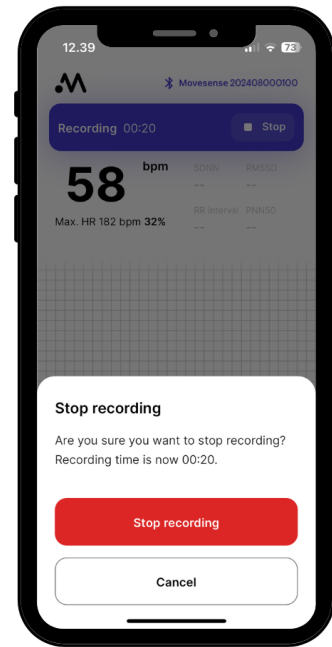 12.39
73
Movesense 202408000100
Recording 00:20
Stop
58 bpm
SDNN RMSSD
-- --
RR interval PNN50
-- --
Max. HR 182 bpm 32%
Stop recording
Are you sure you want to stop recording?
Recording time is now 00:20.
Stop recording
Cancel